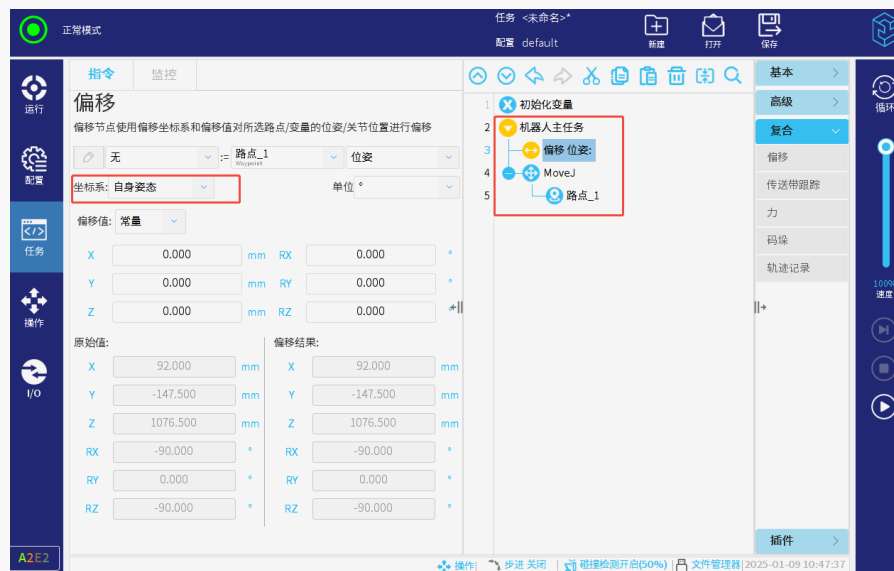 正常模式
任务 <未命名>*
配置 default
新建
打开
保存
运行
配置
任务
操作
I/O
A2E2
指令 监控
偏移
偏移节点使用偏移坐标系和偏移值对所选路点/变量的位姿/关节位置进行偏移
无 := 路点_1 Waypoint 位姿
坐标系: 自身姿态 单位 °
偏移值: 常量
X 0.000 mm RX 0.000 °
Y 0.000 mm RY 0.000 °
Z 0.000 mm RZ 0.000 °
原始值: 偏移结果:
X 92.000 mm X 92.000 mm
Y -147.500 mm Y -147.500 mm
Z 1076.500 mm Z 1076.500 mm
RX -90.000 ° RX -90.000 °
RY 0.000 ° RY 0.000 °
RZ -90.000 ° RZ -90.000 °
1 初始化变量
2 机器人主任务
3 偏移 位姿:
4 MoveJ
5 路点_1
基本
高级
复合
偏移
传送带跟踪
力
码垛
轨迹记录
插件
循环
100%
速度
操作 步进 关闭 碰撞检测开启(50%) 文件管理器 2025-01-09 10:47:37